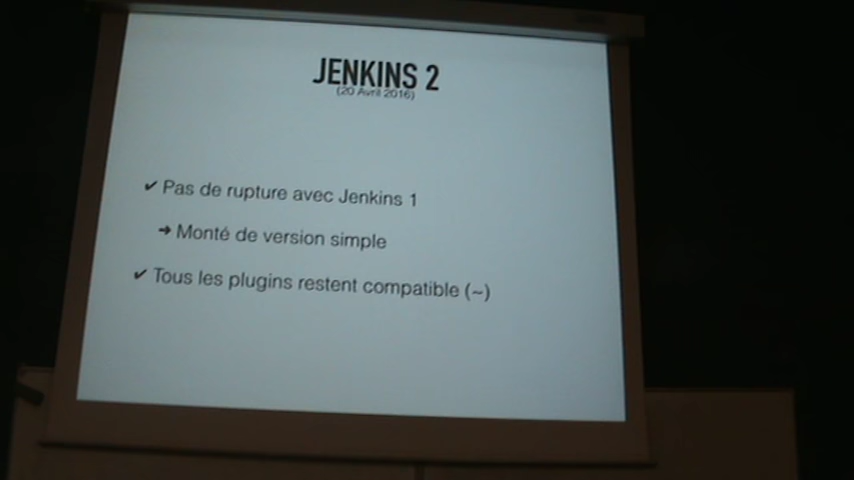 JENKINS 2
(20 Avril 2016)
✔ Pas de rupture avec Jenkins 1
➜ Monté de version simple
✔ Tous les plugins restent compatible (~)